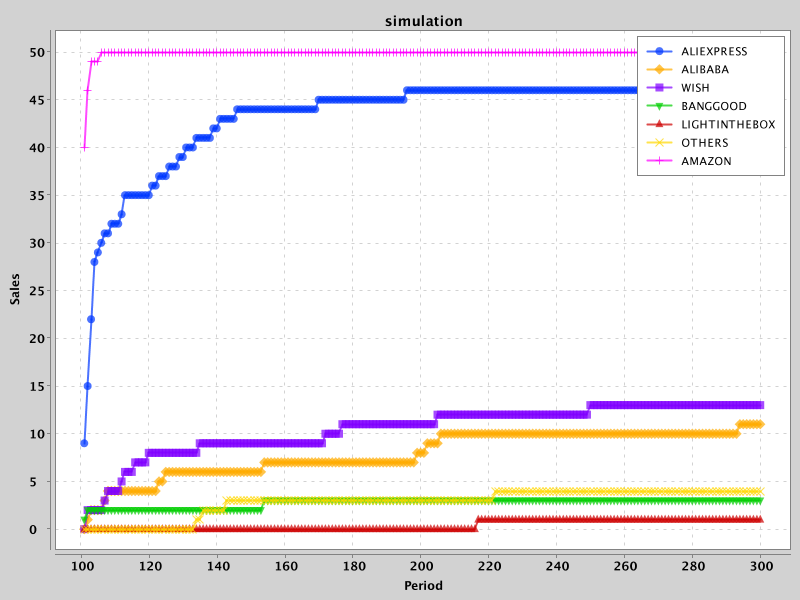 simulation
50
45
40
35
30
25
20
15
10
5
0
Sales
ALIEXPRESS
ALIBABA
WISH
BANGGOOD
LIGHTINTHEBOX
OTHERS
AMAZON
100 120 140 160 180 200 220 240 260 280 300
Period